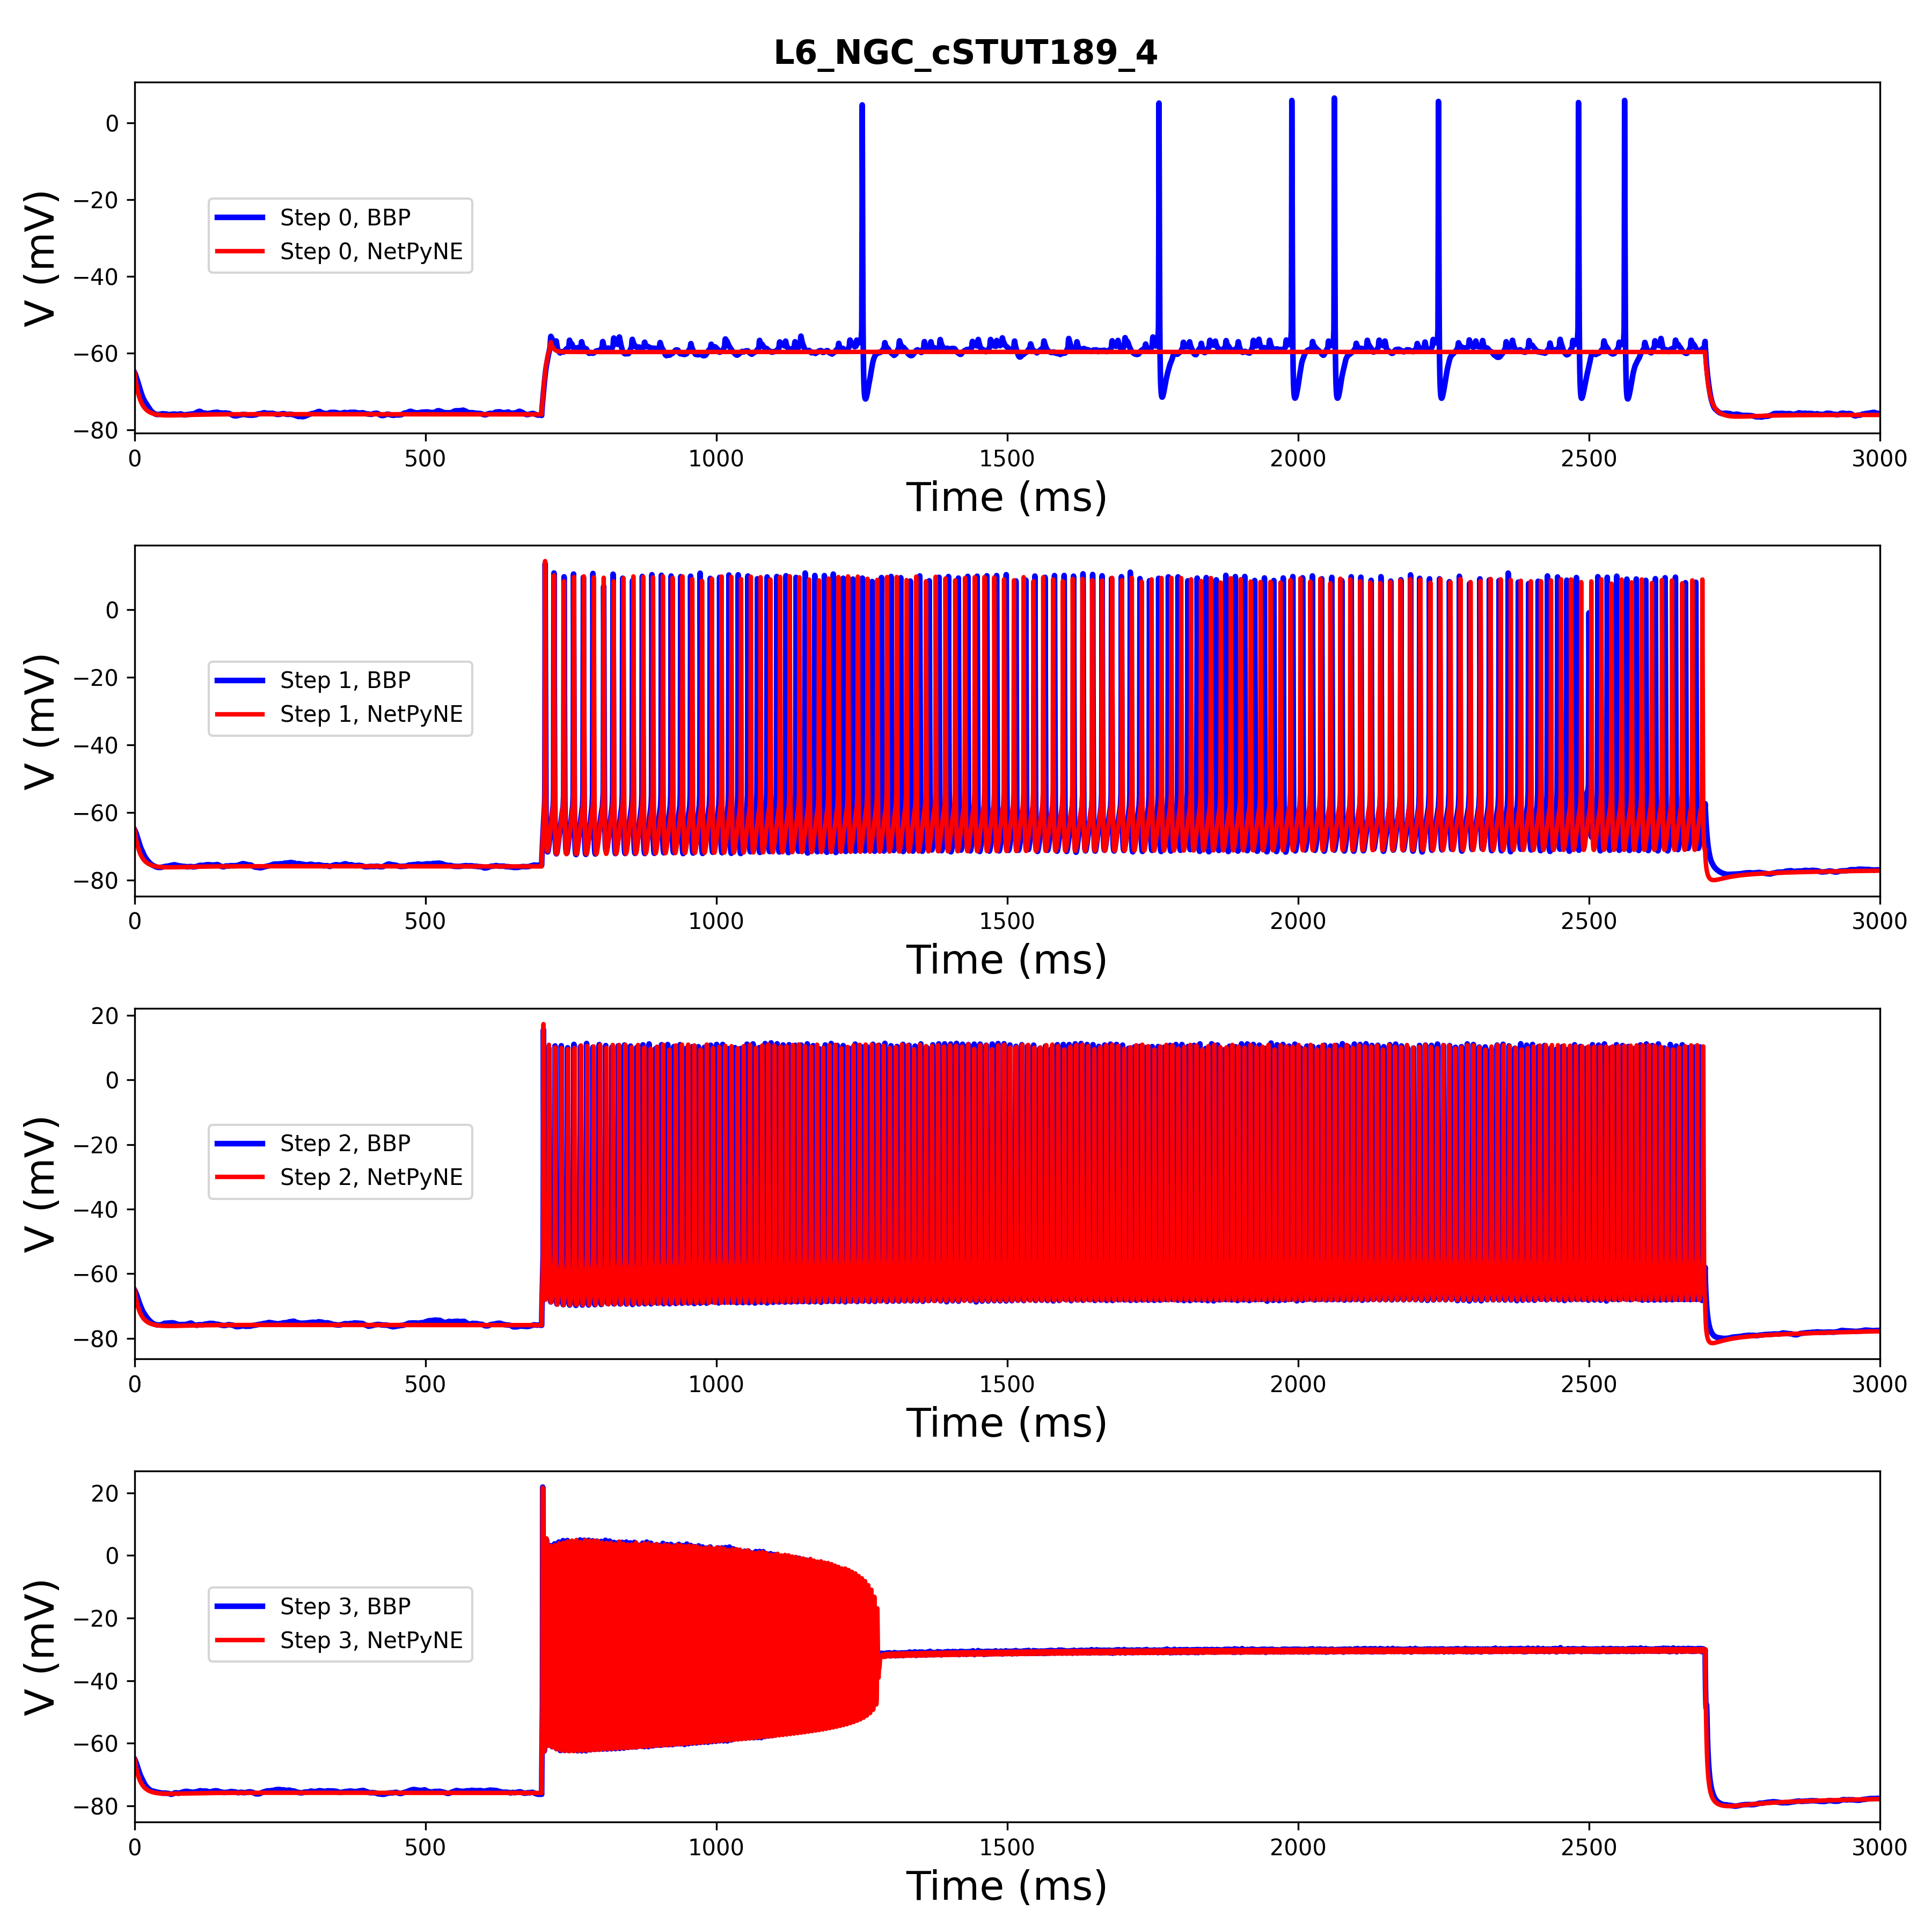 L6_NGC_cSTUT189_4
V (mV)
0
−20
−40
−60
−80
Step 0, BBP
Step 0, NetPyNE
0 500 1000 1500 2000 2500 3000
Time (ms)
V (mV)
0
−20
−40
−60
−80
Step 1, BBP
Step 1, NetPyNE
0 500 1000 1500 2000 2500 3000
Time (ms)
V (mV)
20
0
−20
−40
−60
−80
Step 2, BBP
Step 2, NetPyNE
0 500 1000 1500 2000 2500 3000
Time (ms)
V (mV)
20
0
−20
−40
−60
−80
Step 3, BBP
Step 3, NetPyNE
0 500 1000 1500 2000 2500 3000
Time (ms)